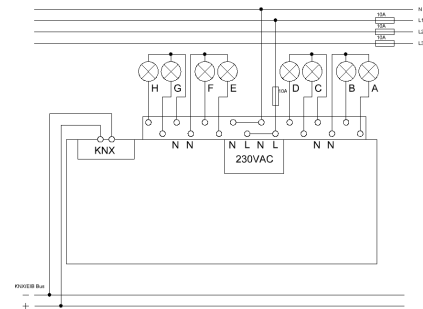 N
10A
L1
10A
L2
10A
L3
H G F E D C B A
10A
N N N L N L N N
KNX
230VAC
KNX/EIB Bus
−
+